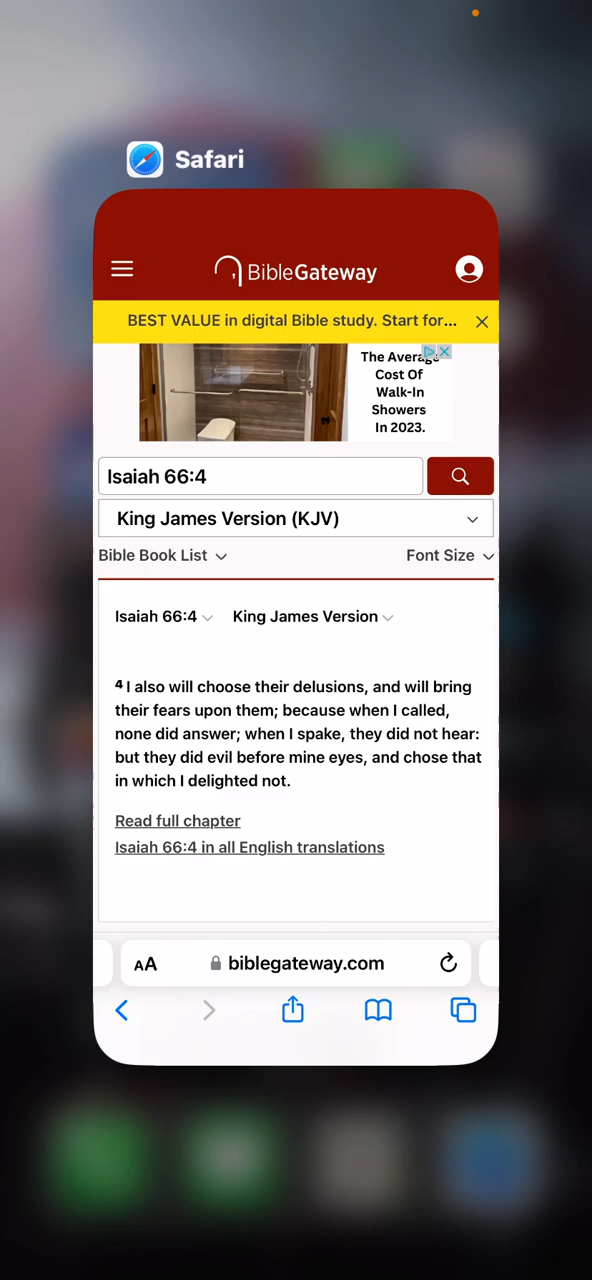 Safari
BibleGateway
BEST VALUE in digital Bible study. Start for...
The Average
Cost Of
Walk-In
Showers
In 2023.
Isaiah 66:4
King James Version (KJV)
Bible Book List
Font Size
Isaiah 66:4
King James Version
4 I also will choose their delusions, and will bring
their fears upon them; because when I called,
none did answer; when I spake, they did not hear:
but they did evil before mine eyes, and chose that
in which I delighted not.
Read full chapter
Isaiah 66:4 in all English translations
AA
biblegateway.com